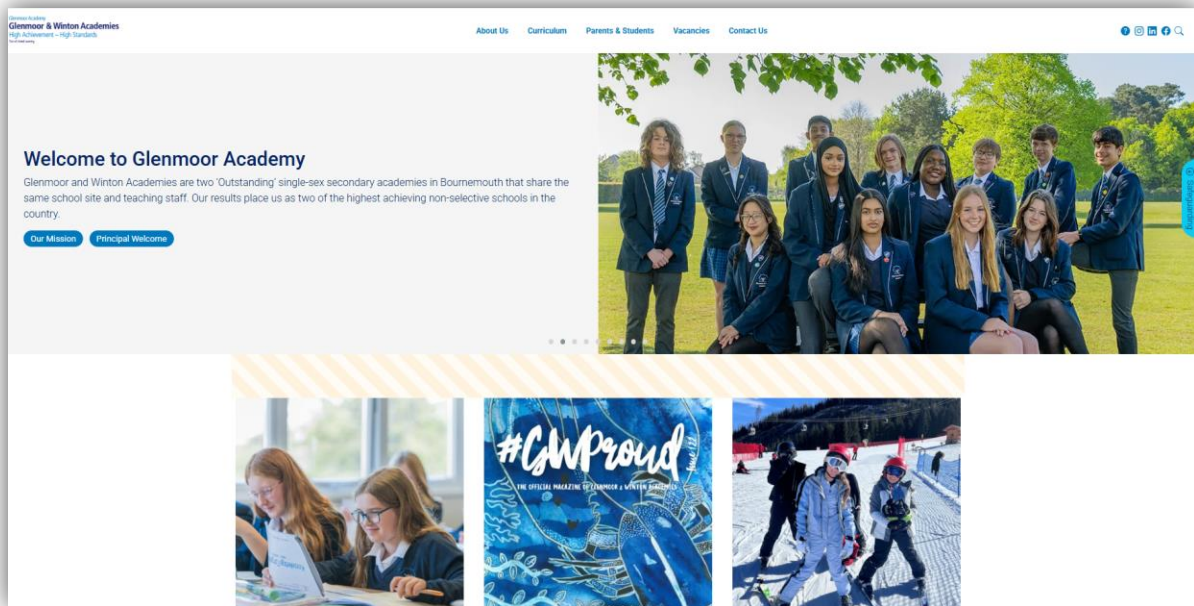 Glenmoor Academy
Glenmoor & Winton Academies
High Achievement – High Standards
About Us
Curriculum
Parents & Students
Vacancies
Contact Us
Welcome to Glenmoor Academy
Glenmoor and Winton Academies are two 'Outstanding' single-sex secondary academies in Bournemouth that share the
same school site and teaching staff. Our results place us as two of the highest achieving non-selective schools in the
country.
Our Mission
Principal Welcome
Safeguarding
#GWProud
THE OFFICIAL MAGAZINE OF GLENMOOR & WINTON ACADEMIES